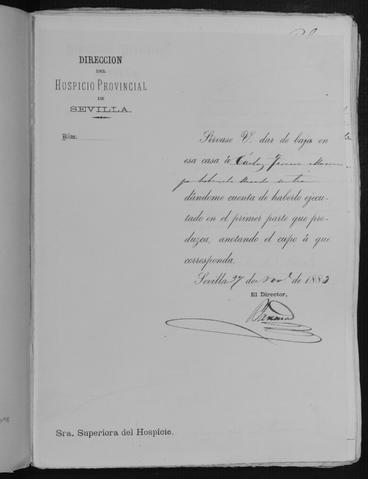 DIRECCION
DEL
HOSPICIO PROVINCIAL
DE
SEVILLA.
Núm.
Sírvase V. dar de baja en
esa casa á
dándome cuenta de haberlo ejecu-
tado en el primer parte que pro-
duzca, anotando el cupo á que
corresponda.
Sevilla 27 de de 1883
El Director,
Sra. Superiora del Hospicio.